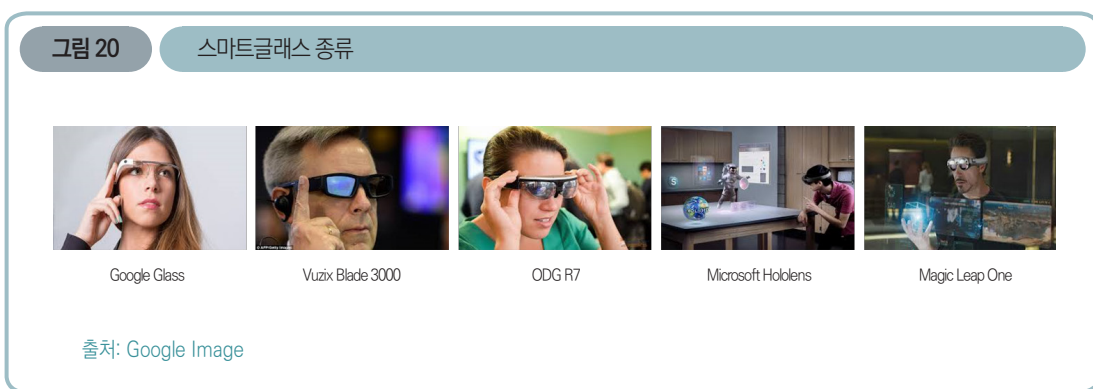 그림 20
스마트글래스 종류
Google Glass
Vuzix Blade 3000
ODG R7
Microsoft Hololens
Magic Leap One
출처: Google Image